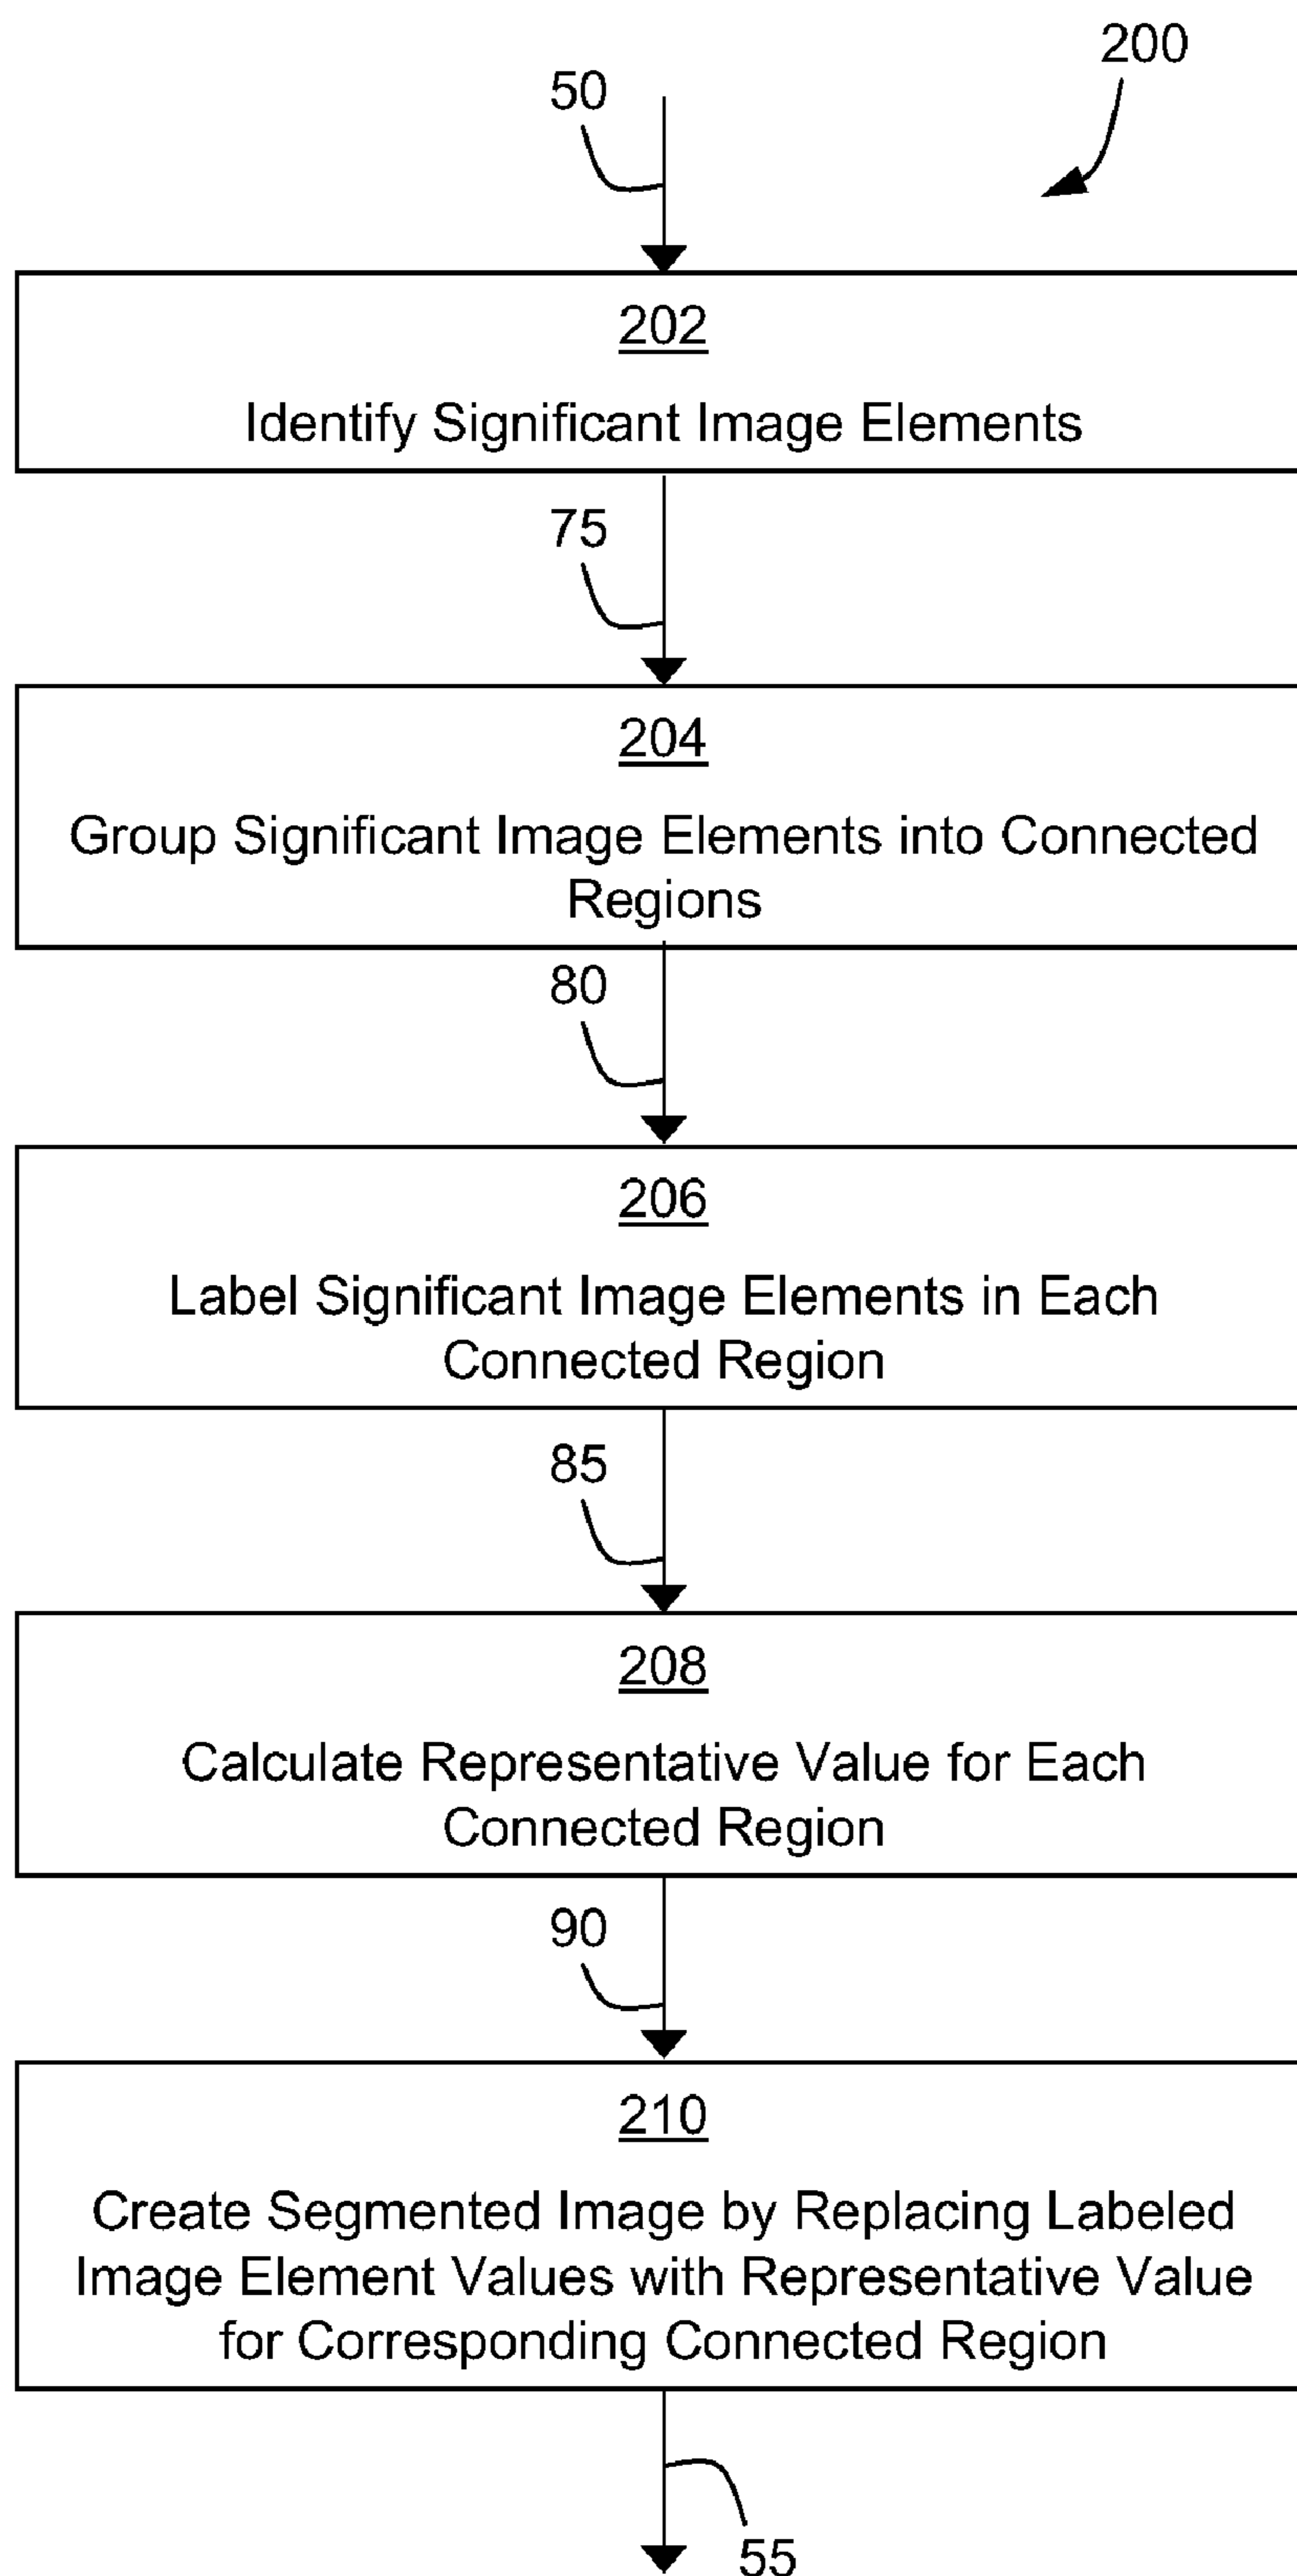 200
50
202
Identify Significant Image Elements
75
204
Group Significant Image Elements into Connected
Regions
80
206
Label Significant Image Elements in Each
Connected Region
85
208
Calculate Representative Value for Each
Connected Region
90
210
Create Segmented Image by Replacing Labeled
Image Element Values with Representative Value
for Corresponding Connected Region
55